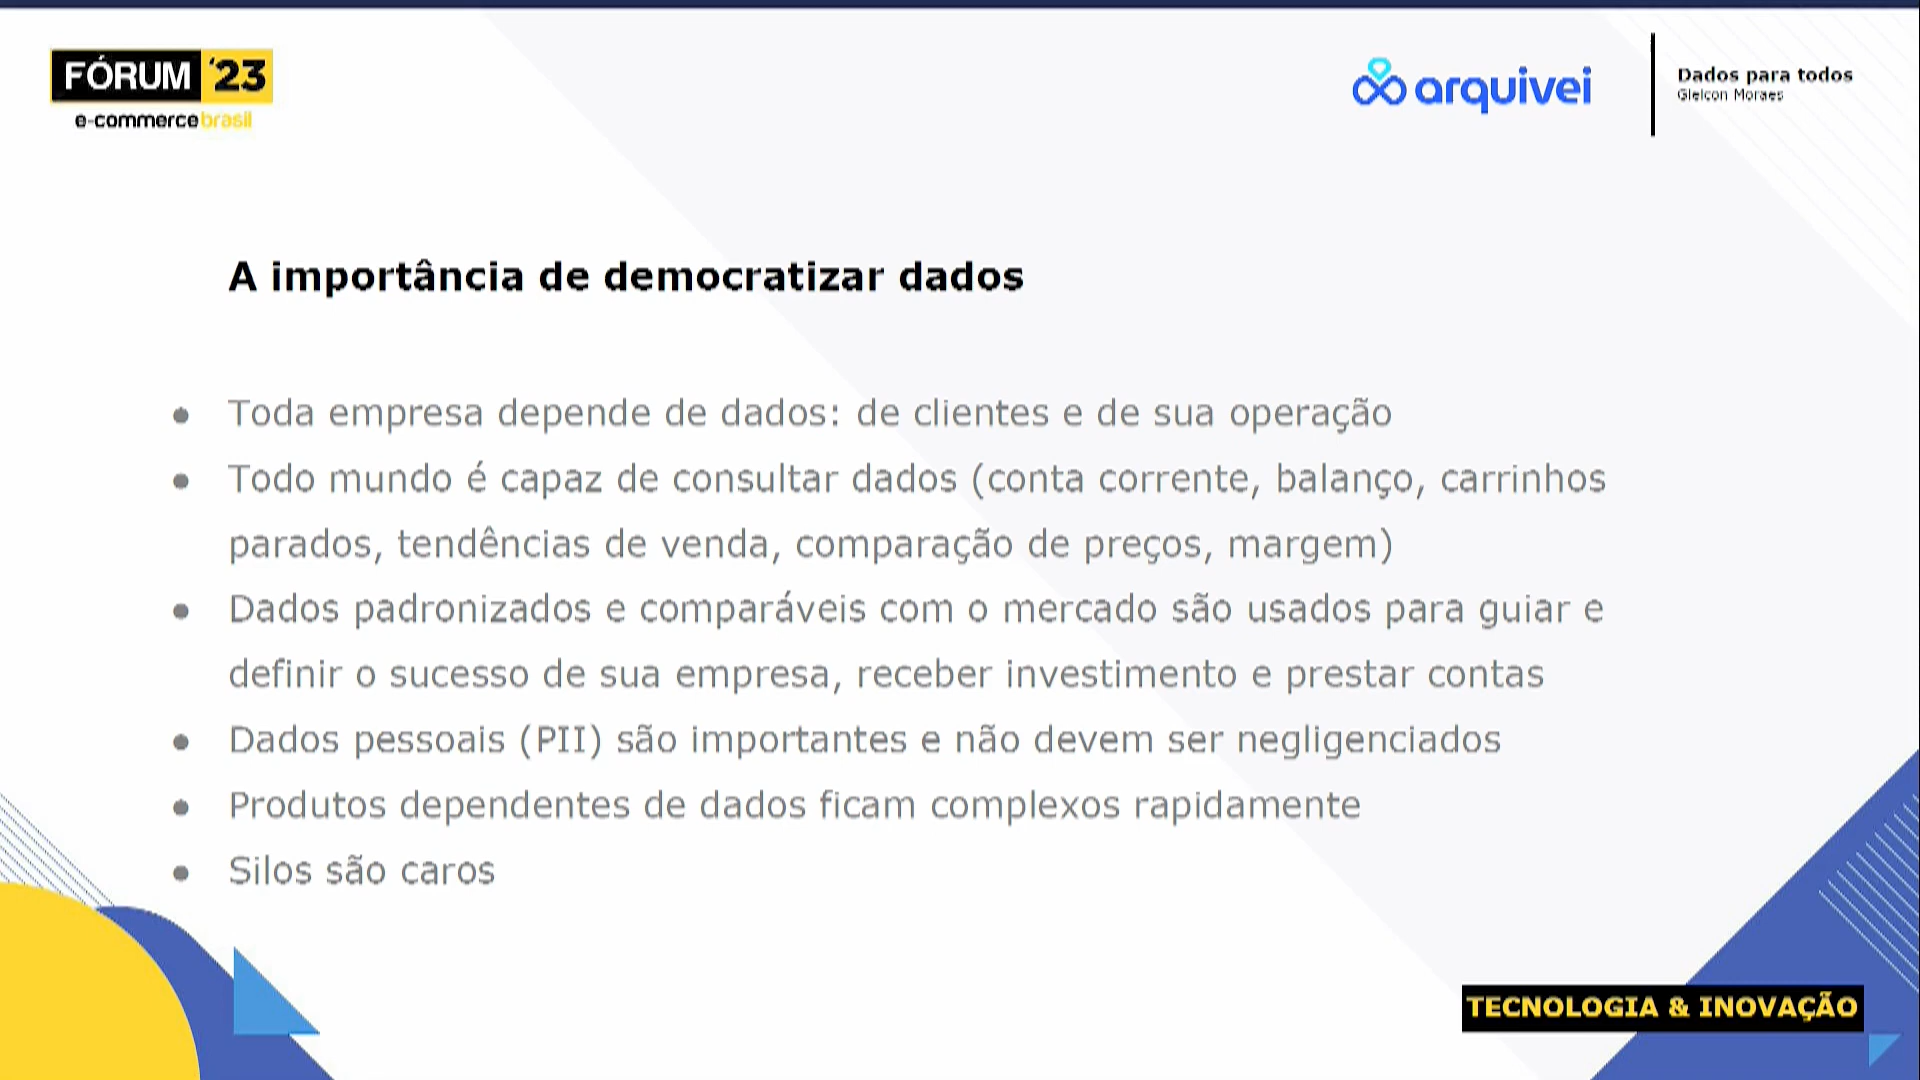 FÓRUM '23
e-commercebrasil
arquivei
Dados para todos
Gleicon Moraes
A importância de democratizar dados
● Toda empresa depende de dados: de clientes e de sua operação
● Todo mundo é capaz de consultar dados (conta corrente, balanço, carrinhos
parados, tendências de venda, comparação de preços, margem)
● Dados padronizados e comparáveis com o mercado são usados para guiar e
definir o sucesso de sua empresa, receber investimento e prestar contas
● Dados pessoais (PII) são importantes e não devem ser negligenciados
● Produtos dependentes de dados ficam complexos rapidamente
● Silos são caros
TECNOLOGIA & INOVAÇÃO